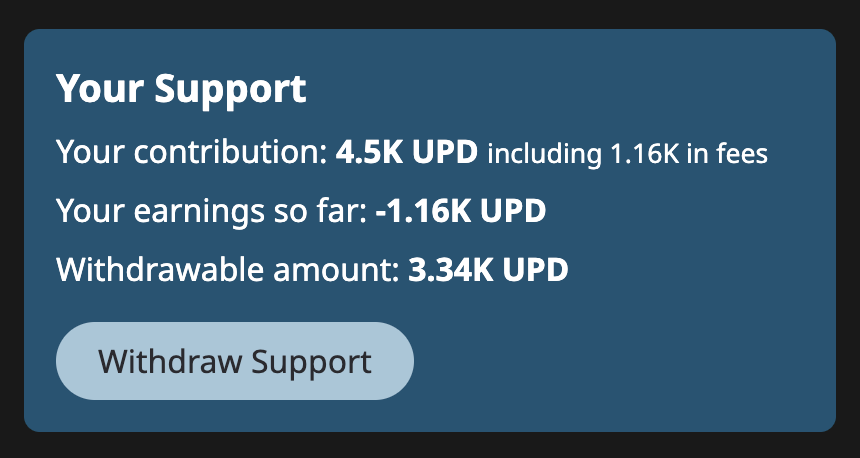 Your Support
Your contribution: 4.5K UPD including 1.16K in fees
Your earnings so far: -1.16K UPD
Withdrawable amount: 3.34K UPD
Withdraw Support